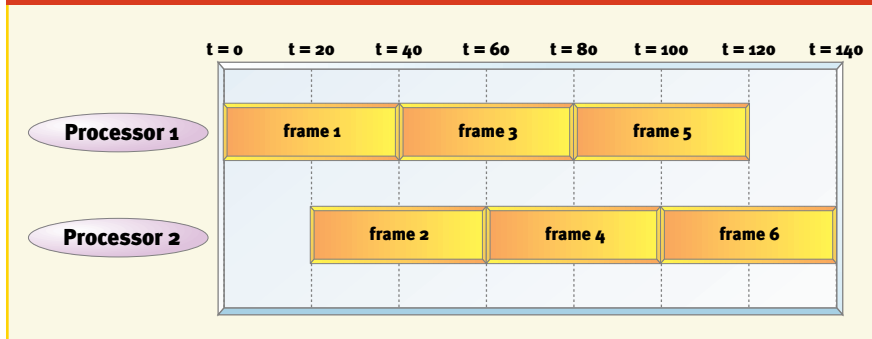 t = 0 t = 20 t = 40 t = 60 t = 80 t = 100 t = 120 t = 140
Processor 1 frame 1 frame 3 frame 5
Processor 2 frame 2 frame 4 frame 6